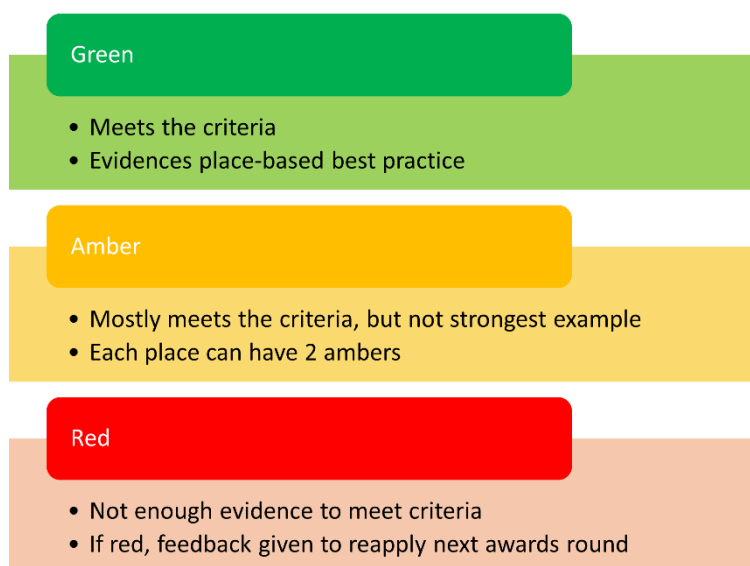 Green
• Meets the criteria
• Evidences place-based best practice
Amber
• Mostly meets the criteria, but not strongest example
• Each place can have 2 ambers
Red
• Not enough evidence to meet criteria
• If red, feedback given to reapply next awards round